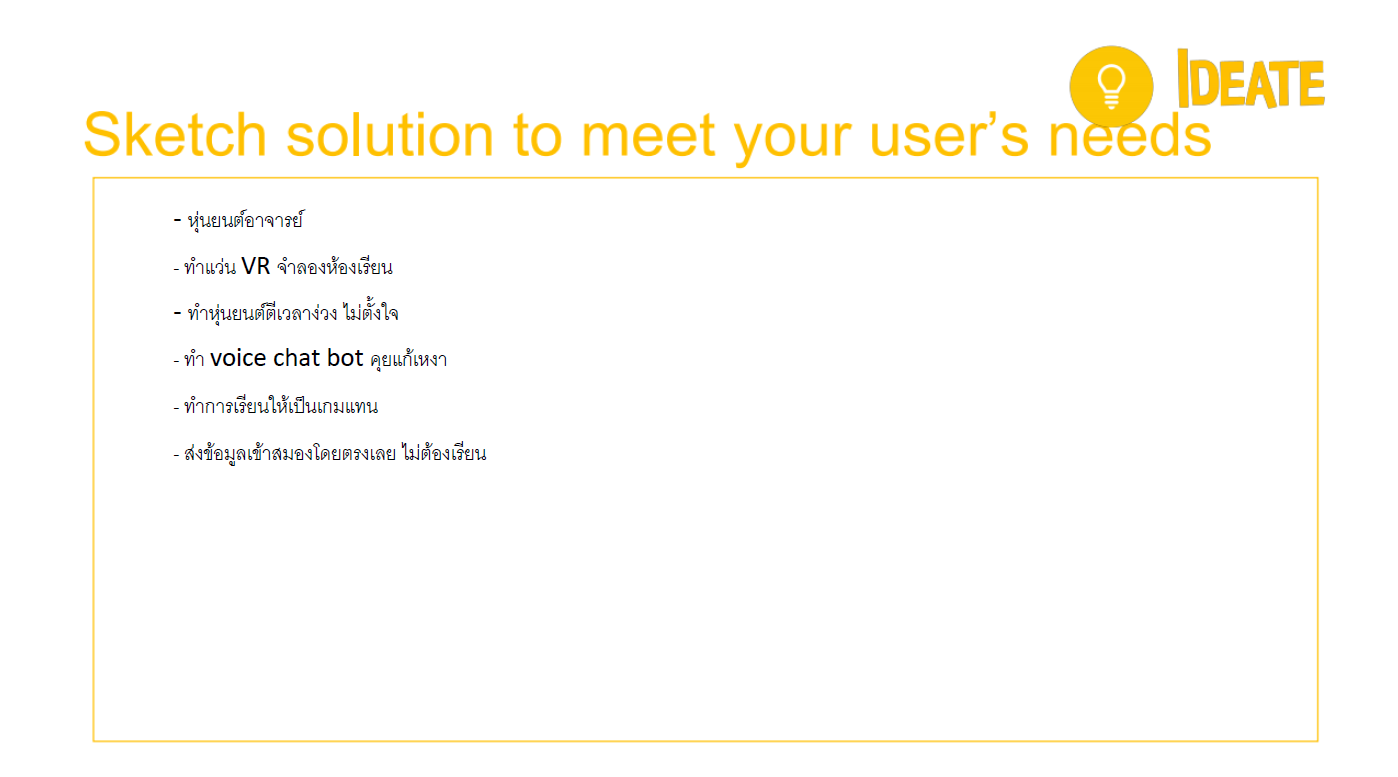 IDEATE
Sketch solution to meet your user’s needs
- หุ่นยนต์อาจารย์
- ทำแว่น VR จำลองห้องเรียน
- ทำหุ่นยนต์ตีเวลาง่วง ไม่ตั้งใจ
- ทำ voice chat bot คุยแก้เหงา
- ทำการเรียนให้เป็นเกมแทน
- ส่งข้อมูลเข้าสมองโดยตรงเลย ไม่ต้องเรียน